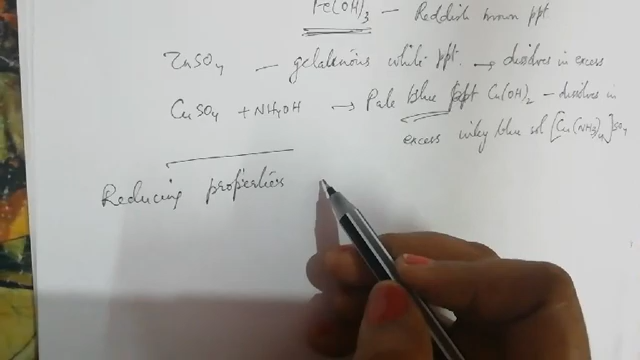 Fe(OH)3 — Reddish brown ppt.
ZnSO4 — gelatenous white ppt. → dissolves in excess
CuSO4 + NH4OH → Pale blue ppt Cu(OH)2 – dissolves in
excess inky blue sol [Cu(NH3)4]SO4
Reducing properties